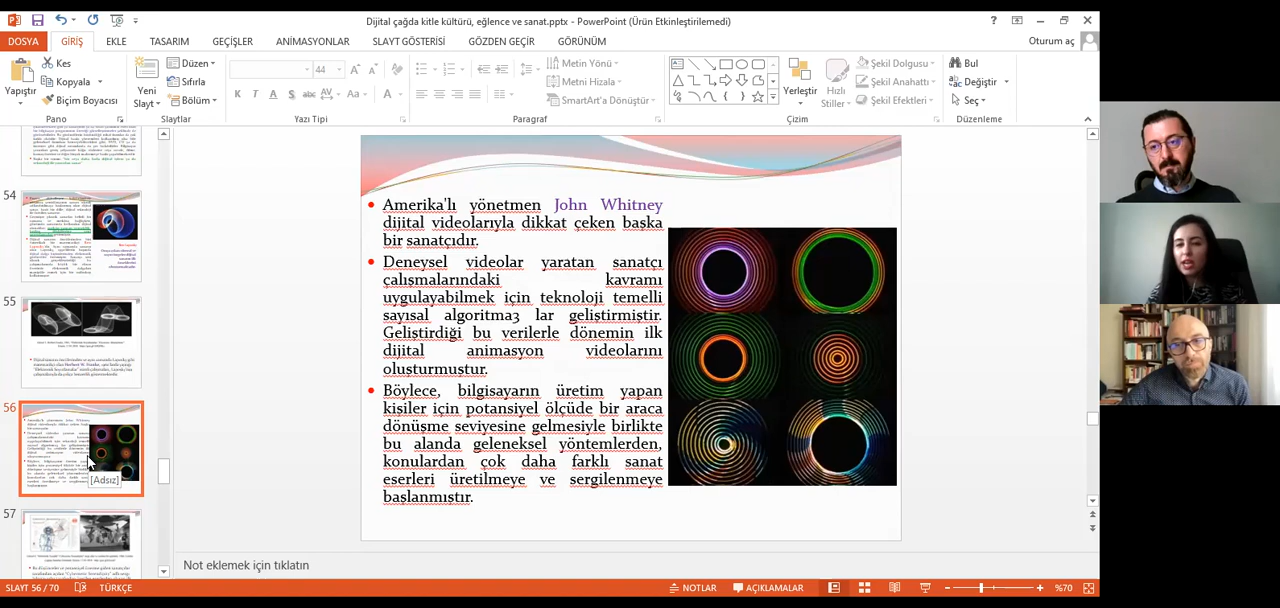 Dijital çağda kitle kültürü, eğlence ve sanat.pptx - PowerPoint (Ürün Etkinleştirilemedi)
DOSYA GİRİŞ EKLE TASARIM GEÇİŞLER ANİMASYONLAR SLAYT GÖSTERİSİ GÖZDEN GEÇİR GÖRÜNÜM Oturum aç
Yapıştır
Kes
Kopyala
Biçim Boyacısı
Pano
Yeni
Slayt
Düzen
Sıfırla
Bölüm
Slaytlar
44
K T A S abc AV Aa A
Yazı Tipi
Metin Yönü
Metni Hizala
SmartArt'a Dönüştür
Paragraf
Yerleştir
Hızlı
Stiller
Şekil Dolgusu
Şekil Anahattı
Şekil Efektleri
Çizim
Bul
Değiştir
Seç
Düzenleme
54
55
56
[Adsız]
57
Amerika'lı yönetmen John Whitney
dijital videolarıyla dikkat çeken başka
bir sanatçıdır.
Deneysel videolar yaratan sanatçı
çalışmalarındaki kavramı
uygulayabilmek için teknoloji temelli
sayısal algoritma3 lar geliştirmiştir.
Geliştirdiği bu verilerle dönemin ilk
dijital animasyon videolarını
oluşturmuştur.
Böylece, bilgisayarın üretim yapan
kişiler için potansiyel ölçüde bir araca
dönüşme seviyesine gelmesiyle birlikte
bu alanda geleneksel yöntemlerden,
konulardan çok daha farklı sanat
eserleri üretilmeye ve sergilenmeye
başlanmıştır.
Not eklemek için tıklatın
SLAYT 56 / 70 TÜRKÇE NOTLAR AÇIKLAMALAR %70